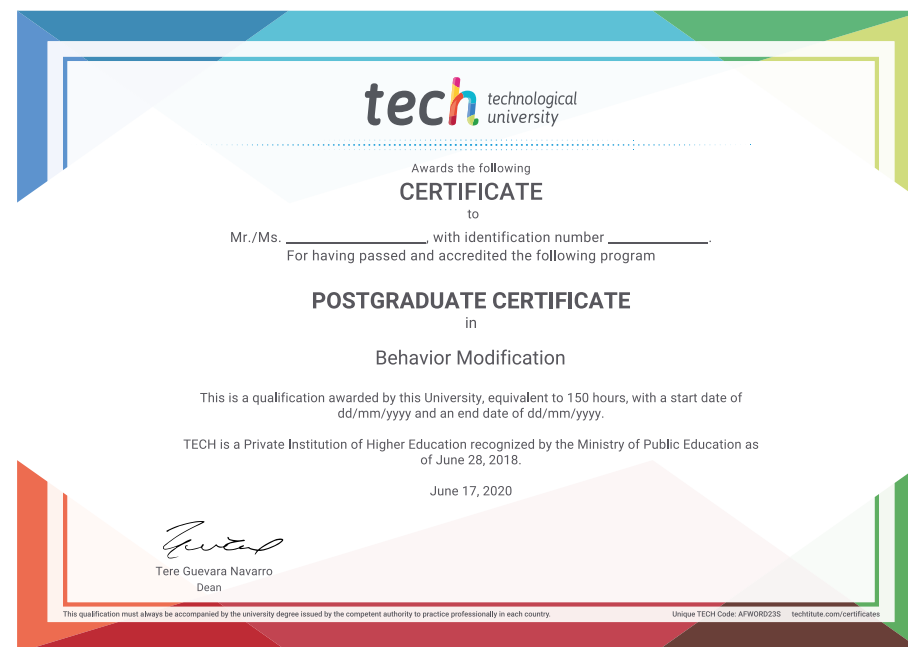 tech technological
university
Awards the following
CERTIFICATE
to
Mr./Ms. ____________________, with identification number ______________.
For having passed and accredited the following program
POSTGRADUATE CERTIFICATE
in
Behavior Modification
This is a qualification awarded by this University, equivalent to 150 hours, with a start date of
dd/mm/yyyy and an end date of dd/mm/yyyy.
TECH is a Private Institution of Higher Education recognized by the Ministry of Public Education as
of June 28, 2018.
June 17, 2020
Tere Guevara Navarro
Dean
This qualification must always be accompanied by the university degree issued by the competent authority to practice professionally in each country. Unique TECH Code: AFWORD23S techtitute.com/certificates